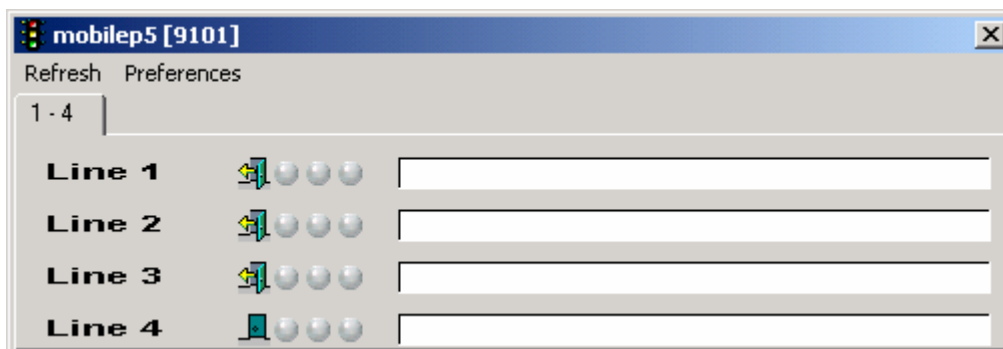 mobilep5 [9101]
Refresh Preferences
1 - 4
Line 1
Line 2
Line 3
Line 4